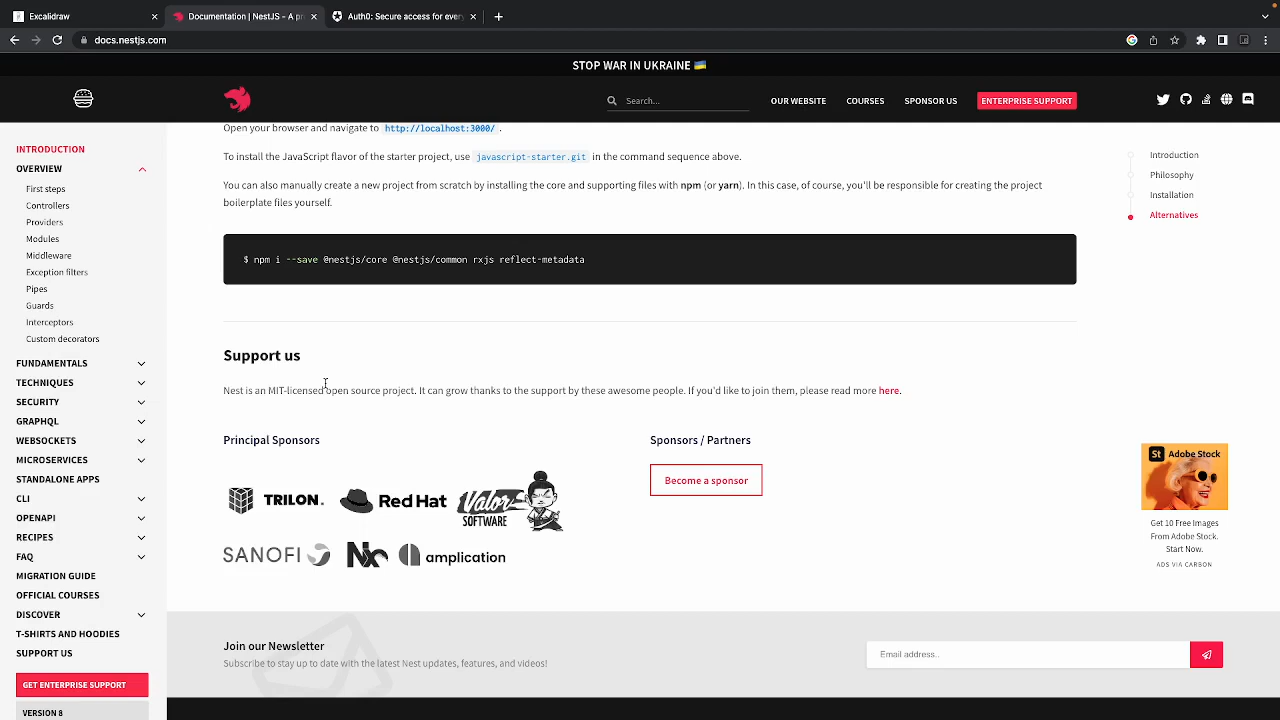 Excalidraw
Documentation | NestJS - A pr
Auth0: Secure access for every
docs.nestjs.com
STOP WAR IN UKRAINE 🇺🇦
Search...
OUR WEBSITE
COURSES
SPONSOR US
ENTERPRISE SUPPORT
INTRODUCTION
OVERVIEW
First steps
Controllers
Providers
Modules
Middleware
Exception filters
Pipes
Guards
Interceptors
Custom decorators
FUNDAMENTALS
TECHNIQUES
SECURITY
GRAPHQL
WEBSOCKETS
MICROSERVICES
STANDALONE APPS
CLI
OPENAPI
RECIPES
FAQ
MIGRATION GUIDE
OFFICIAL COURSES
DISCOVER
T-SHIRTS AND HOODIES
SUPPORT US
GET ENTERPRISE SUPPORT
VERSION 8
Open your browser and navigate to http://localhost:3000/ .
To install the JavaScript flavor of the starter project, use javascript-starter.git in the command sequence above.
You can also manually create a new project from scratch by installing the core and supporting files with npm (or yarn). In this case, of course, you'll be responsible for creating the project
boilerplate files yourself.
$ npm i --save @nestjs/core @nestjs/common rxjs reflect-metadata
Support us
Nest is an MIT-licensed open source project. It can grow thanks to the support by these awesome people. If you'd like to join them, please read more here.
Principal Sponsors
TRILON.
Red Hat
Valor
SOFTWARE
SANOFI
Nx
amplication
Sponsors / Partners
Become a sponsor
Introduction
Philosophy
Installation
Alternatives
St Adobe Stock
Get 10 Free Images
From Adobe Stock.
Start Now.
ADS VIA CARBON
Join our Newsletter
Subscribe to stay up to date with the latest Nest updates, features, and videos!
Email address..